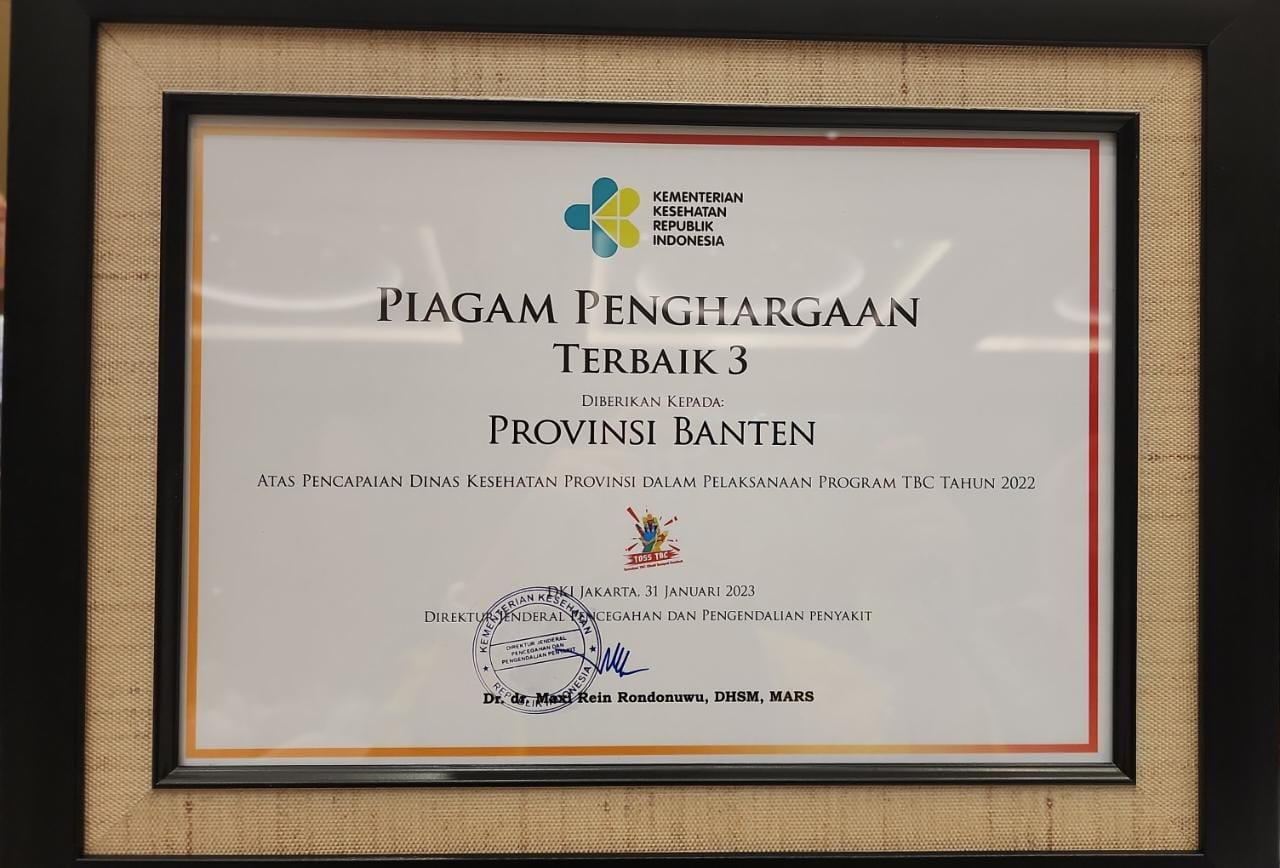 KEMENTERIAN
KESEHATAN
REPUBLIK
INDONESIA
PIAGAM PENGHARGAAN
TERBAIK 3
DIBERIKAN KEPADA:
PROVINSI BANTEN
ATAS PENCAPAIAN DINAS KESEHATAN PROVINSI DALAM PELAKSANAAN PROGRAM TBC TAHUN 2022
TOSS TBC
DKI JAKARTA, 31 JANUARI 2023
DIREKTUR JENDERAL PENCEGAHAN DAN PENGENDALIAN PENYAKIT
KEMENTERIAN KESEHATAN
DIREKTUR JENDERAL
PENCEGAHAN DAN
PENGENDALIAN PENYAKIT
REPUBLIK INDONESIA
Dr. dr. Maxi Rein Rondonuwu, DHSM, MARS